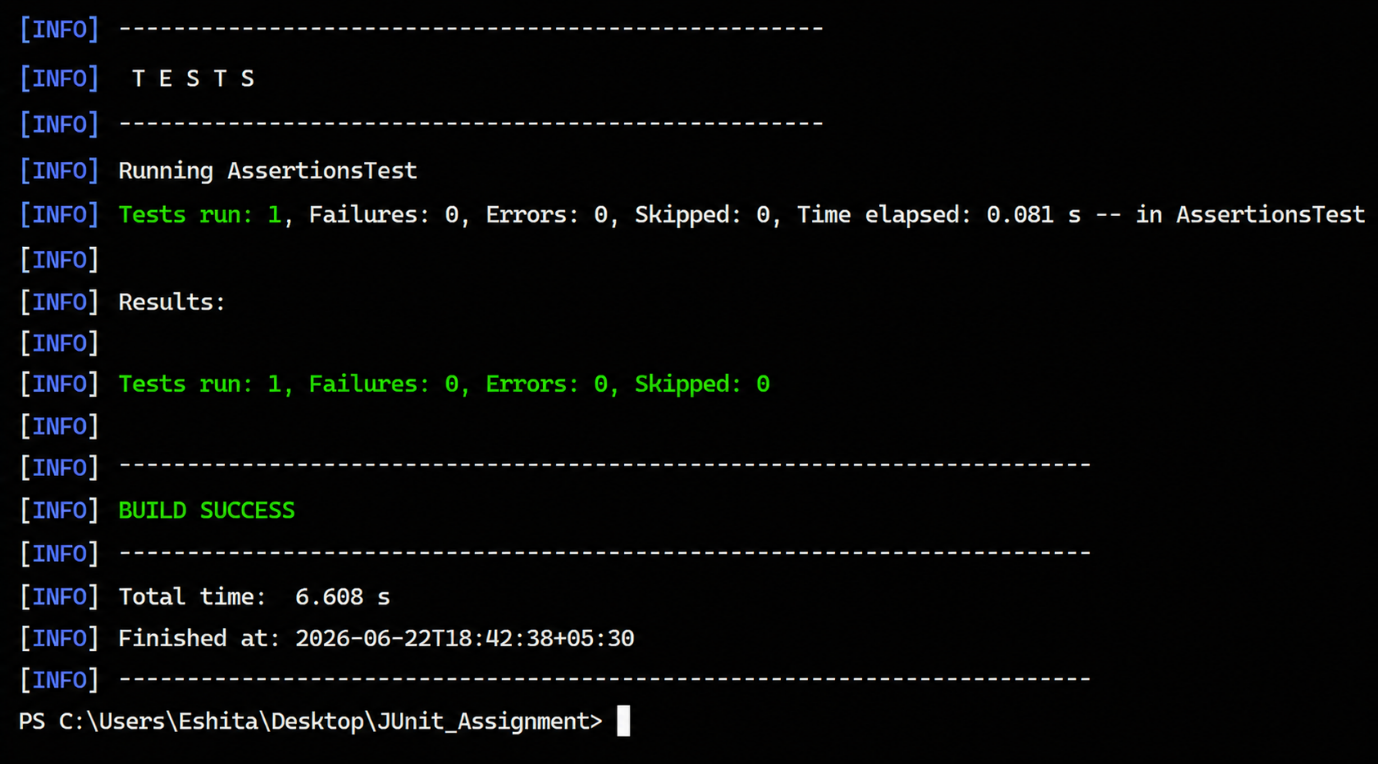 [INFO] ----------------------------------------------------
[INFO]  T E S T S
[INFO] ----------------------------------------------------
[INFO] Running AssertionsTest
[INFO] Tests run: 1, Failures: 0, Errors: 0, Skipped: 0, Time elapsed: 0.081 s -- in AssertionsTest
[INFO]
[INFO] Results:
[INFO]
[INFO] Tests run: 1, Failures: 0, Errors: 0, Skipped: 0
[INFO]
[INFO] ------------------------------------------------------------------------
[INFO] BUILD SUCCESS
[INFO] ------------------------------------------------------------------------
[INFO] Total time:  6.608 s
[INFO] Finished at: 2026-06-22T18:42:38+05:30
[INFO] ------------------------------------------------------------------------
PS C:\Users\Eshita\Desktop\JUnit_Assignment>